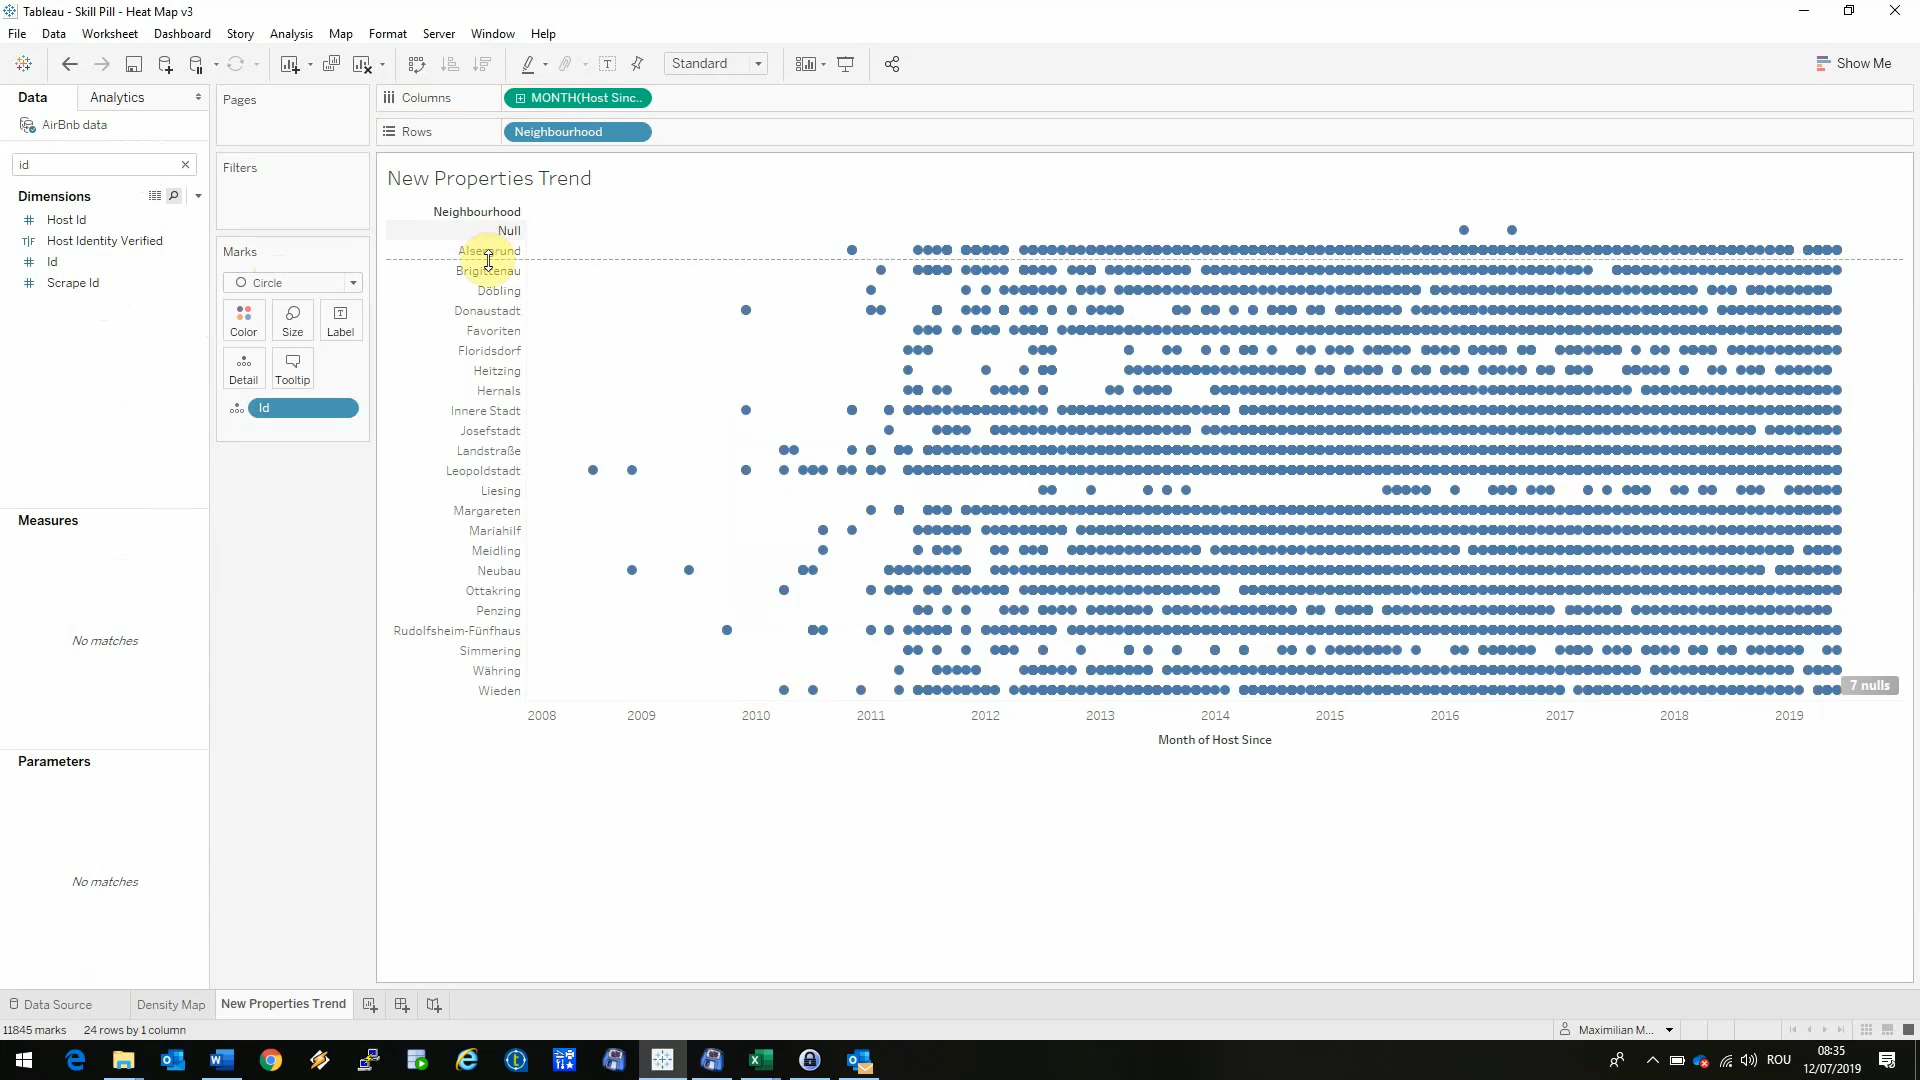 Tableau - Skill Pill - Heat Map v3
File Data Worksheet Dashboard Story Analysis Map Format Server Window Help
Standard
Show Me
Data Analytics
AirBnb data
id
Dimensions
Host Id
Host Identity Verified
Id
Scrape Id
Measures
No matches
Parameters
No matches
Pages
Filters
Marks
Circle
Color Size Label
Detail Tooltip
Id
Columns MONTH(Host Sinc..
Rows Neighbourhood
New Properties Trend
Neighbourhood
Null
Alsergrund
Brigittenau
Döbling
Donaustadt
Favoriten
Floridsdorf
Heitzing
Hernals
Innere Stadt
Josefstadt
Landstraße
Leopoldstadt
Liesing
Margareten
Mariahilf
Meidling
Neubau
Ottakring
Penzing
Rudolfsheim-Fünfhaus
Simmering
Währing
Wieden
7 nulls
2008 2009 2010 2011 2012 2013 2014 2015 2016 2017 2018 2019
Month of Host Since
Data Source Density Map New Properties Trend
11845 marks 24 rows by 1 column
Maximilian M...
ROU
08:35
12/07/2019